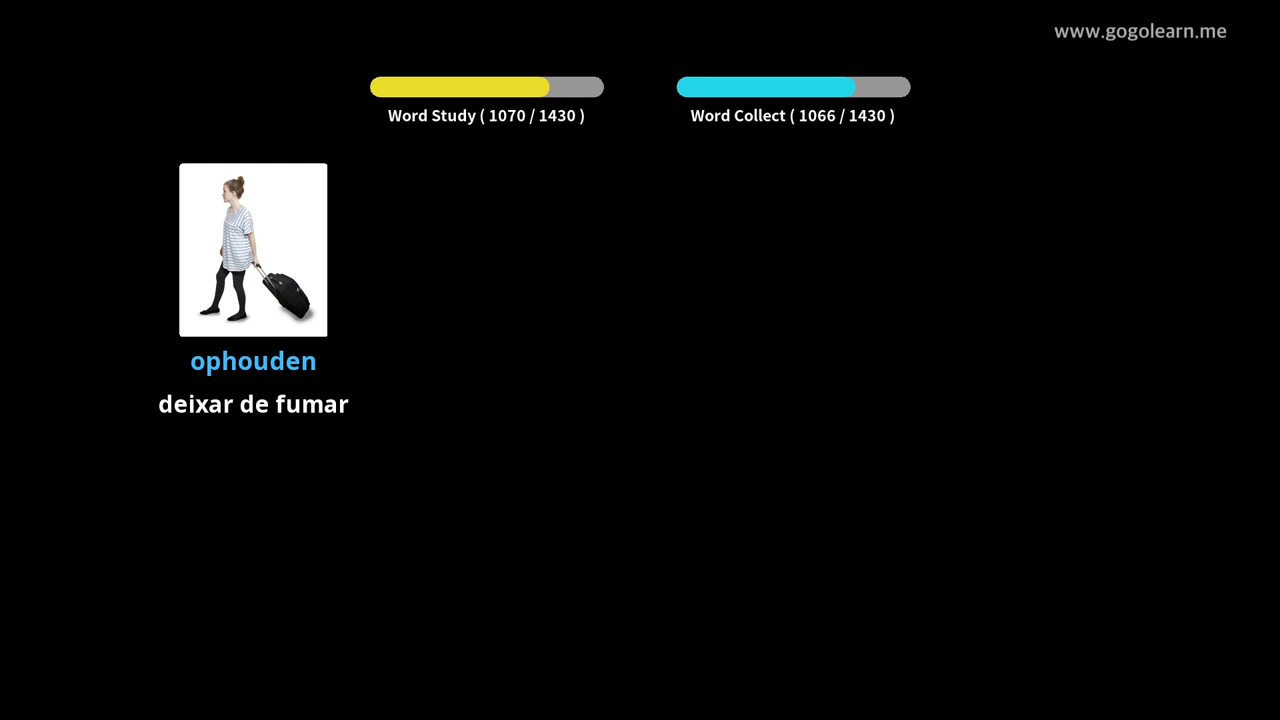 www.gogolearn.me
Word Study ( 1070 / 1430 )
Word Collect ( 1066 / 1430 )
ophouden
deixar de fumar